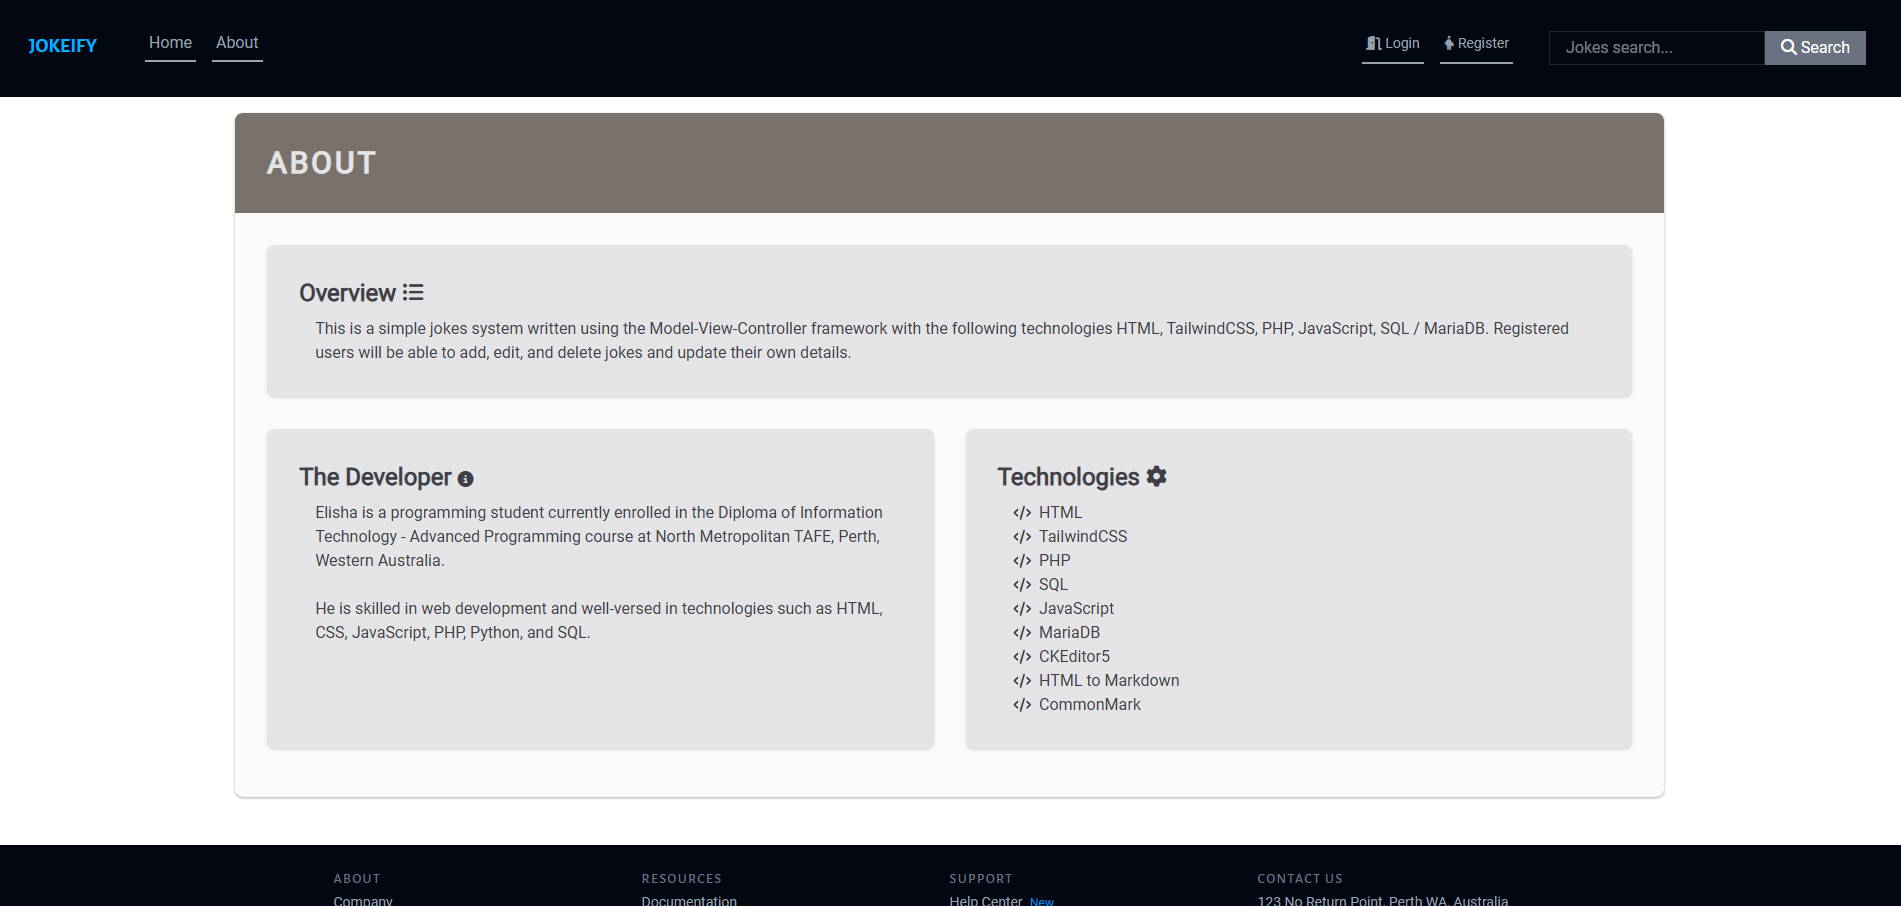 JOKEIFY
Home
About
Login
Register
Jokes search...
Search
ABOUT
Overview
This is a simple jokes system written using the Model-View-Controller framework with the following technologies HTML, TailwindCSS, PHP, JavaScript, SQL / MariaDB. Registered
users will be able to add, edit, and delete jokes and update their own details.
The Developer
Elisha is a programming student currently enrolled in the Diploma of Information
Technology - Advanced Programming course at North Metropolitan TAFE, Perth,
Western Australia.
He is skilled in web development and well-versed in technologies such as HTML,
CSS, JavaScript, PHP, Python, and SQL.
Technologies
HTML
TailwindCSS
PHP
SQL
JavaScript
MariaDB
CKEditor5
HTML to Markdown
CommonMark
ABOUT
Company
RESOURCES
Documentation
SUPPORT
Help Center New
CONTACT US
123 No Return Point, Perth WA, Australia